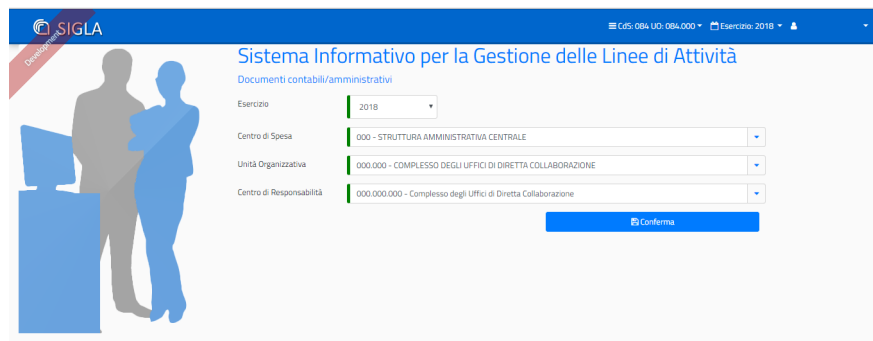 SIGLA
CdS: 084 UO: 084.000
Esercizio: 2018
Development
Sistema Informativo per la Gestione delle Linee di Attività
Documenti contabili/amministrativi
Esercizio
2018
Centro di Spesa
000 - STRUTTURA AMMINISTRATIVA CENTRALE
Unità Organizzativa
000.000 - COMPLESSO DEGLI UFFICI DI DIRETTA COLLABORAZIONE
Centro di Responsabilità
000.000.000 - Complesso degli Uffici di Diretta Collaborazione
Conferma